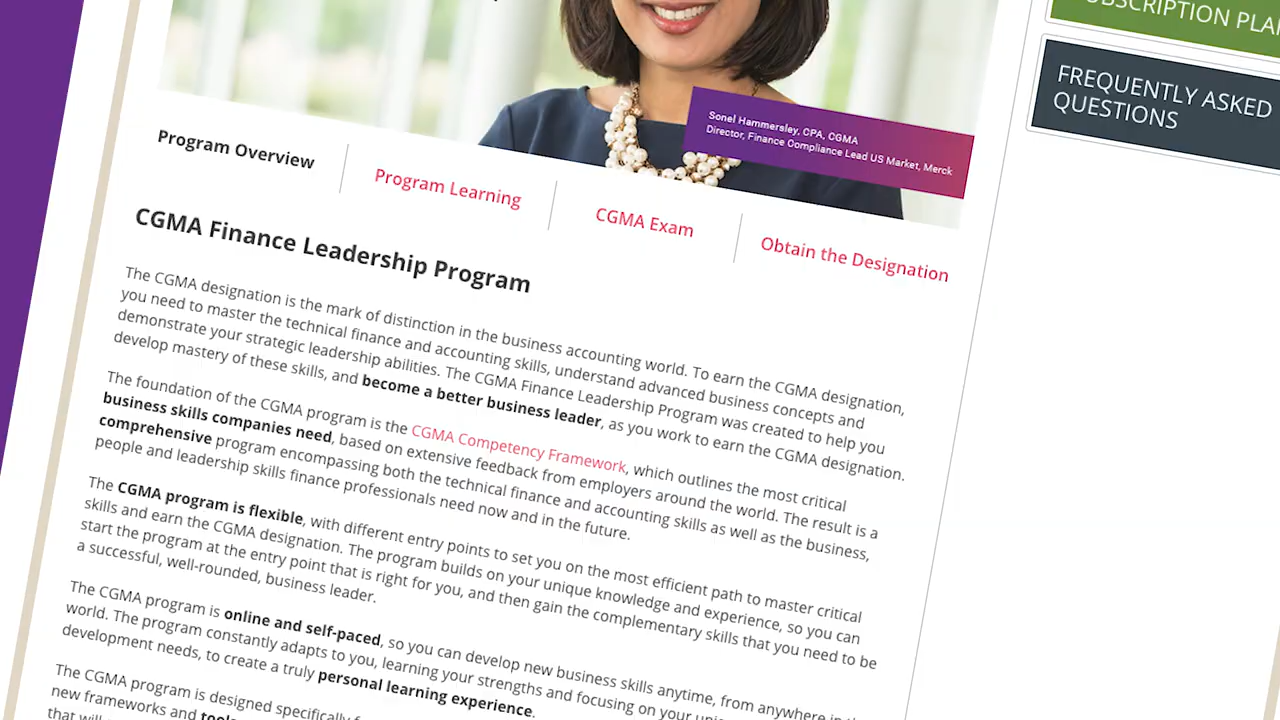 SUBSCRIPTION
FREQUENTLY ASKED
QUESTIONS
Sonel Hammersley, CPA, CGMA
Director, Finance Compliance Lead US Market, Merck
Program Overview
Program Learning
CGMA Exam
Obtain the Designation
CGMA Finance Leadership Program
The CGMA designation is the mark of distinction in the business accounting world. To earn the CGMA designation,
you need to master the technical finance and accounting skills, understand advanced business concepts and
demonstrate your strategic leadership abilities. The CGMA Finance Leadership Program was created to help you
develop mastery of these skills, and become a better business leader, as you work to earn the CGMA designation.
The foundation of the CGMA program is the CGMA Competency Framework, which outlines the most critical
business skills companies need, based on extensive feedback from employers around the world. The result is a
comprehensive program encompassing both the technical finance and accounting skills as well as the business,
people and leadership skills finance professionals need now and in the future.
The CGMA program is flexible, with different entry points to set you on the most efficient path to master critical
skills and earn the CGMA designation. The program builds on your unique knowledge and experience, so you can
start the program at the entry point that is right for you, and then gain the complementary skills that you need to be
a successful, well-rounded, business leader.
The CGMA program is online and self-paced, so you can develop new business skills anytime, from anywhere in
world. The program constantly adapts to you, learning your strengths and focusing on your
development needs, to create a truly personal learning experience.
The CGMA program is designed specifically
new frameworks and
that will